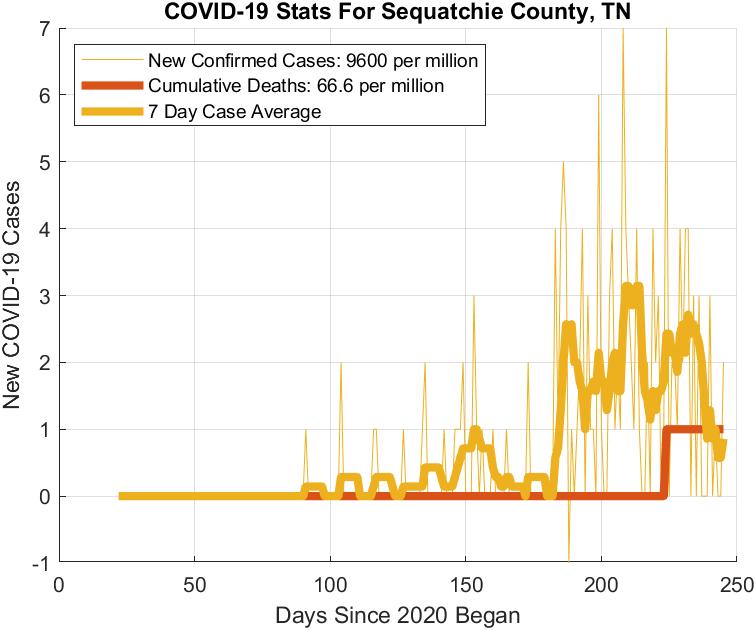 COVID-19 Stats For Sequatchie County, TN
New Confirmed Cases: 9600 per million
Cumulative Deaths: 66.6 per million
7 Day Case Average
New COVID-19 Cases
7
6
5
4
3
2
1
0
-1
0 50 100 150 200 250
Days Since 2020 Began